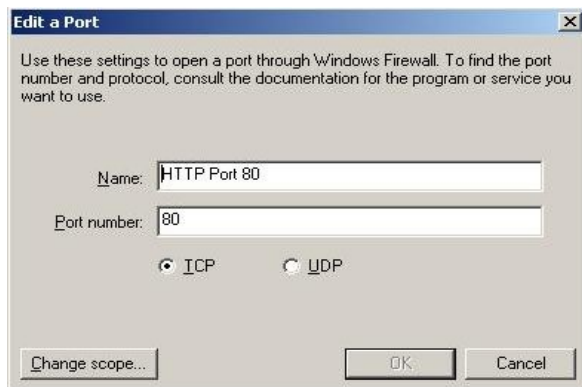 Edit a Port
Use these settings to open a port through Windows Firewall. To find the port
number and protocol, consult the documentation for the program or service you
want to use.
Name: HTTP Port 80
Port number: 80
TCP UDP
Change scope... OK Cancel